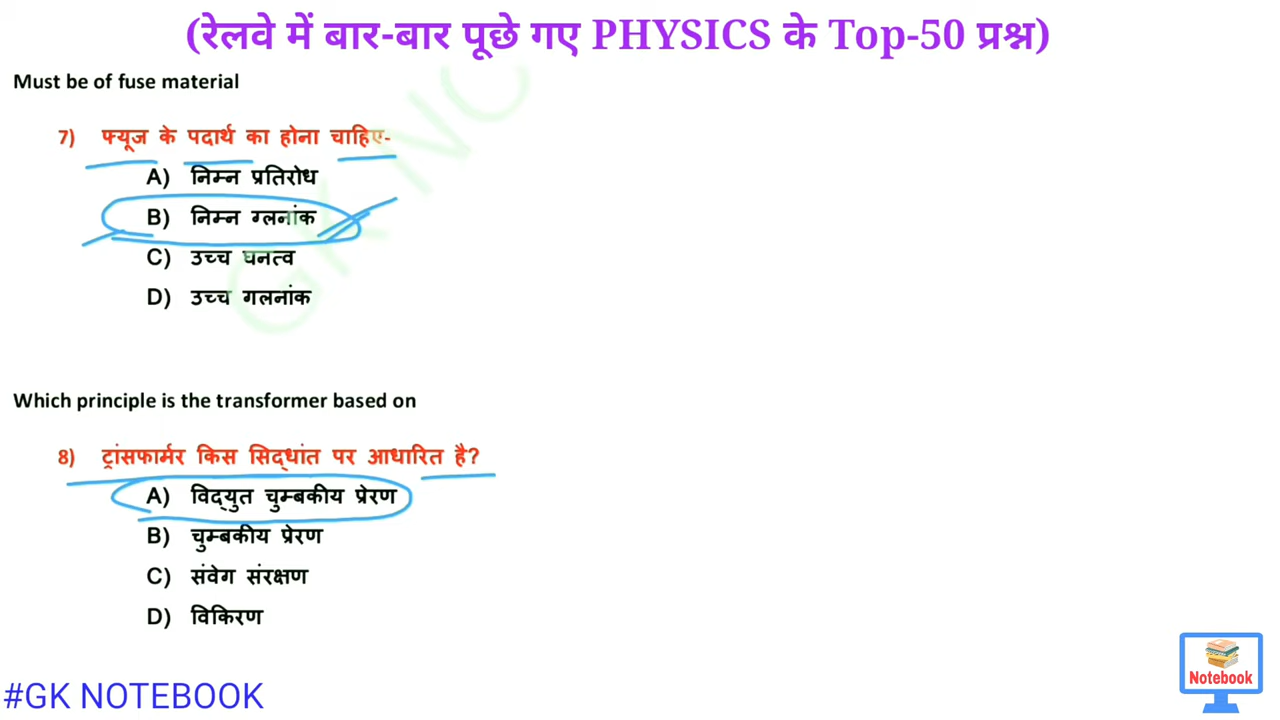 (रेलवे में बार-बार पूछे गए PHYSICS के Top-50 प्रश्न)
Must be of fuse material
7) फ्यूज के पदार्थ का होना चाहिए-
A) निम्न प्रतिरोध
B) निम्न ग्लनांक
C) उच्च घनत्व
D) उच्च गलनांक
Which principle is the transformer based on
8) ट्रांसफार्मर किस सिद्धांत पर आधारित है?
A) विद्युत चुम्बकीय प्रेरण
B) चुम्बकीय प्रेरण
C) संवेग संरक्षण
D) विकिरण
#GK NOTEBOOK
Notebook